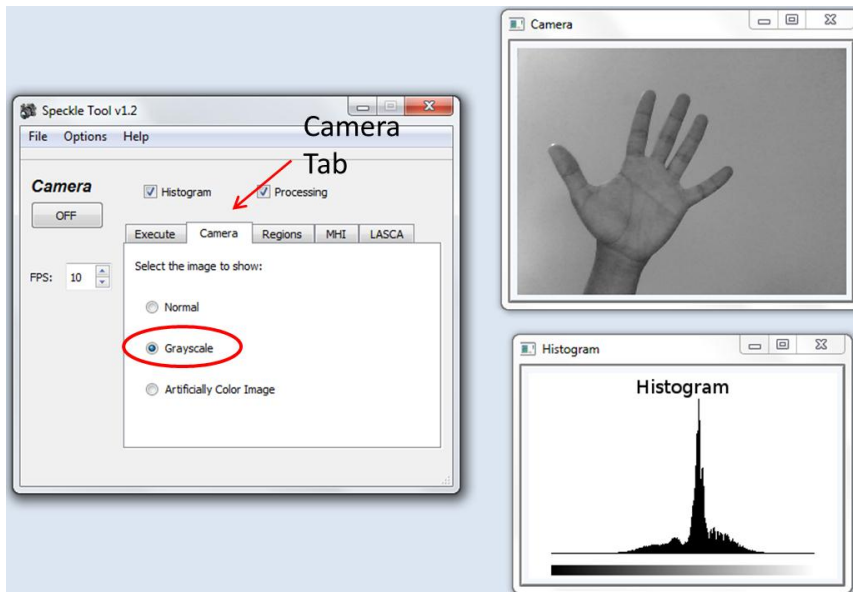 Speckle Tool v1.2
File Options Help
Camera
Tab
Camera
OFF
Histogram
Processing
FPS: 10
Execute Camera Regions MHI LASCA
Select the image to show:
Normal
Grayscale
Artificially Color Image
Camera
Histogram
Histogram